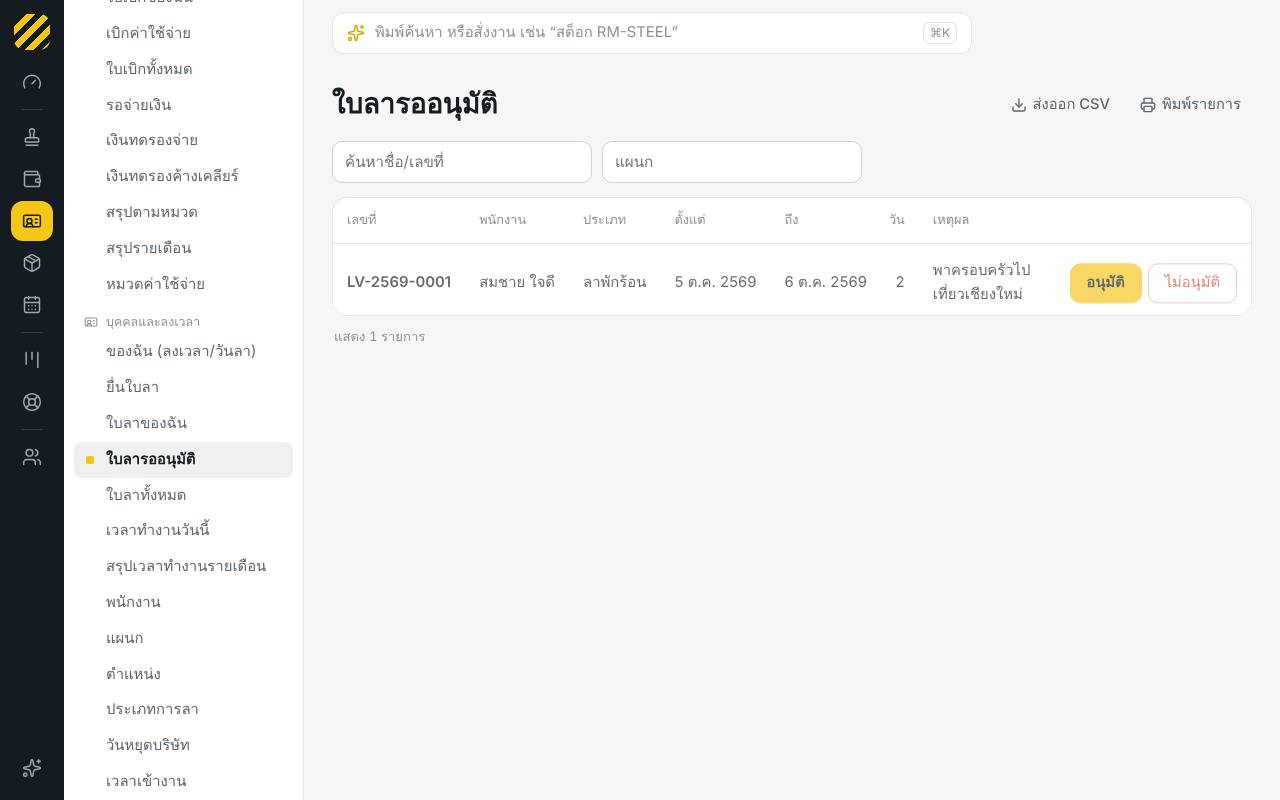 เบิกค่าใช้จ่าย
ใบเบิกทั้งหมด
รอจ่ายเงิน
เงินทดรองจ่าย
เงินทดรองค้างเคลียร์
สรุปตามหมวด
สรุปรายเดือน
หมวดค่าใช้จ่าย
บุคคลและลงเวลา
ของฉัน (ลงเวลา/วันลา)
ยื่นใบลา
ใบลาของฉัน
ใบลารออนุมัติ
ใบลาทั้งหมด
เวลาทำงานวันนี้
สรุปเวลาทำงานรายเดือน
พนักงาน
แผนก
ตำแหน่ง
ประเภทการลา
วันหยุดบริษัท
เวลาเข้างาน
พิมพ์ค้นหา หรือสั่งงาน เช่น “สต็อก RM-STEEL” ⌘K
ใบลารออนุมัติ
ส่งออก CSV พิมพ์รายการ
ค้นหาชื่อ/เลขที่ แผนก
เลขที่ พนักงาน ประเภท ตั้งแต่ ถึง วัน เหตุผล
LV-2569-0001 สมชาย ใจดี ลาพักร้อน 5 ต.ค. 2569 6 ต.ค. 2569 2 พาครอบครัวไป
เที่ยวเชียงใหม่
อนุมัติ ไม่อนุมัติ
แสดง 1 รายการ